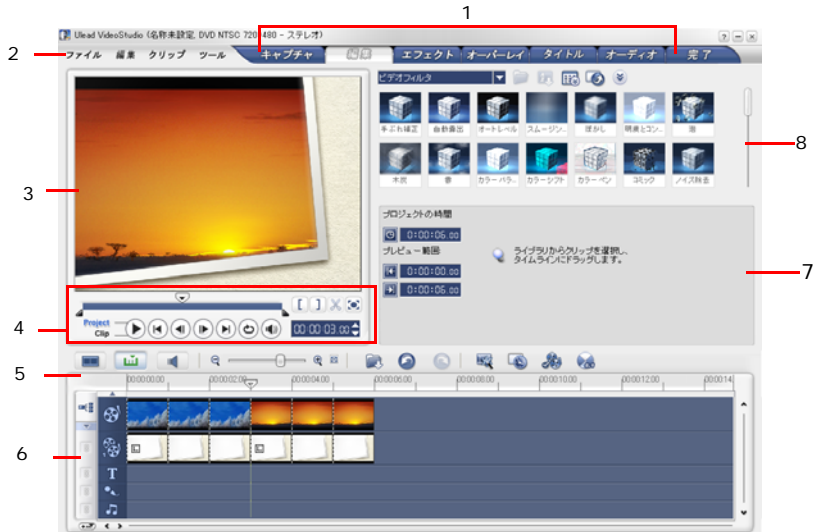 1
Ulead VideoStudio (名称未設定, DVD NTSC 720*480 - ステレオ)
2
ファイル 編集 クリップ ツール
キャプチャ 編集 エフェクト オーバーレイ タイトル オーディオ 完了
ビデオフィルタ
手ぶれ補正 自動露出 オートレベル スムージン... ぼかし 明度とコン... 泡
8
木炭 雲 カラーバラ... カラーシフト カラーペン コミック ノイズ除去
3
プロジェクトの時間
0:00:06.00
プレビュー範囲
0:00:00.00
0:00:06.00
ライブラリからクリップを選択し、
タイムラインにドラッグします。
7
4
Project
Clip
00:00:03.00
5
00:00:00.00 00:00:02.00 00:00:04.00 00:00:06.00 00:00:08.00 00:00:10.00 00:00:12.00 00:00:14
6
T